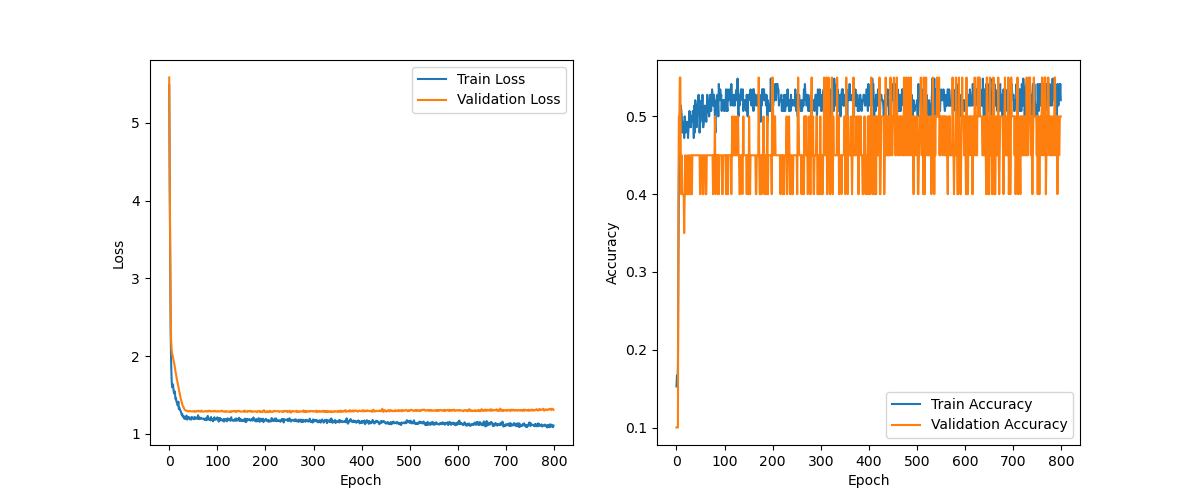 Train Loss
Validation Loss
5
4
3
2
1
Loss
0 100 200 300 400 500 600 700 800
Epoch
0.5
0.4
0.3
0.2
0.1
Accuracy
Train Accuracy
Validation Accuracy
0 100 200 300 400 500 600 700 800
Epoch